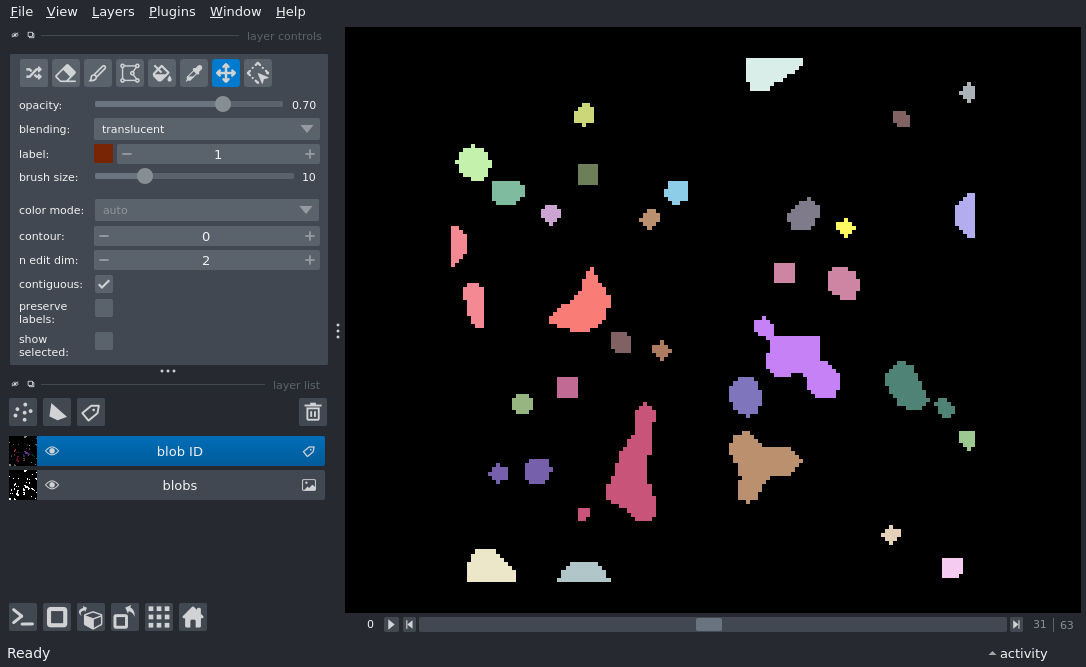 File View Layers Plugins Window Help
layer controls
opacity: 0.70
blending: translucent
label: 1
brush size: 10
color mode: auto
contour: 0
n edit dim: 2
contiguous:
preserve
labels:
show
selected:
layer list
blob ID
blobs
0 31 | 63
Ready activity